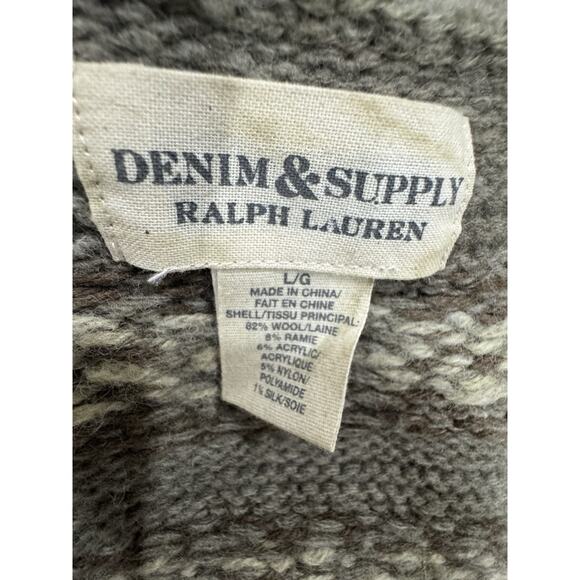 DENIM & SUPPLY
RALPH LAUREN
L/G
MADE IN CHINA/
FAIT EN CHINE
SHELL/TISSU PRINCIPAL:
82% WOOL/LAINE
8% RAMIE
6% ACRYLIC/
ACRYLIQUE
5% NYLON/
POLYAMIDE
1% SILK/SOIE